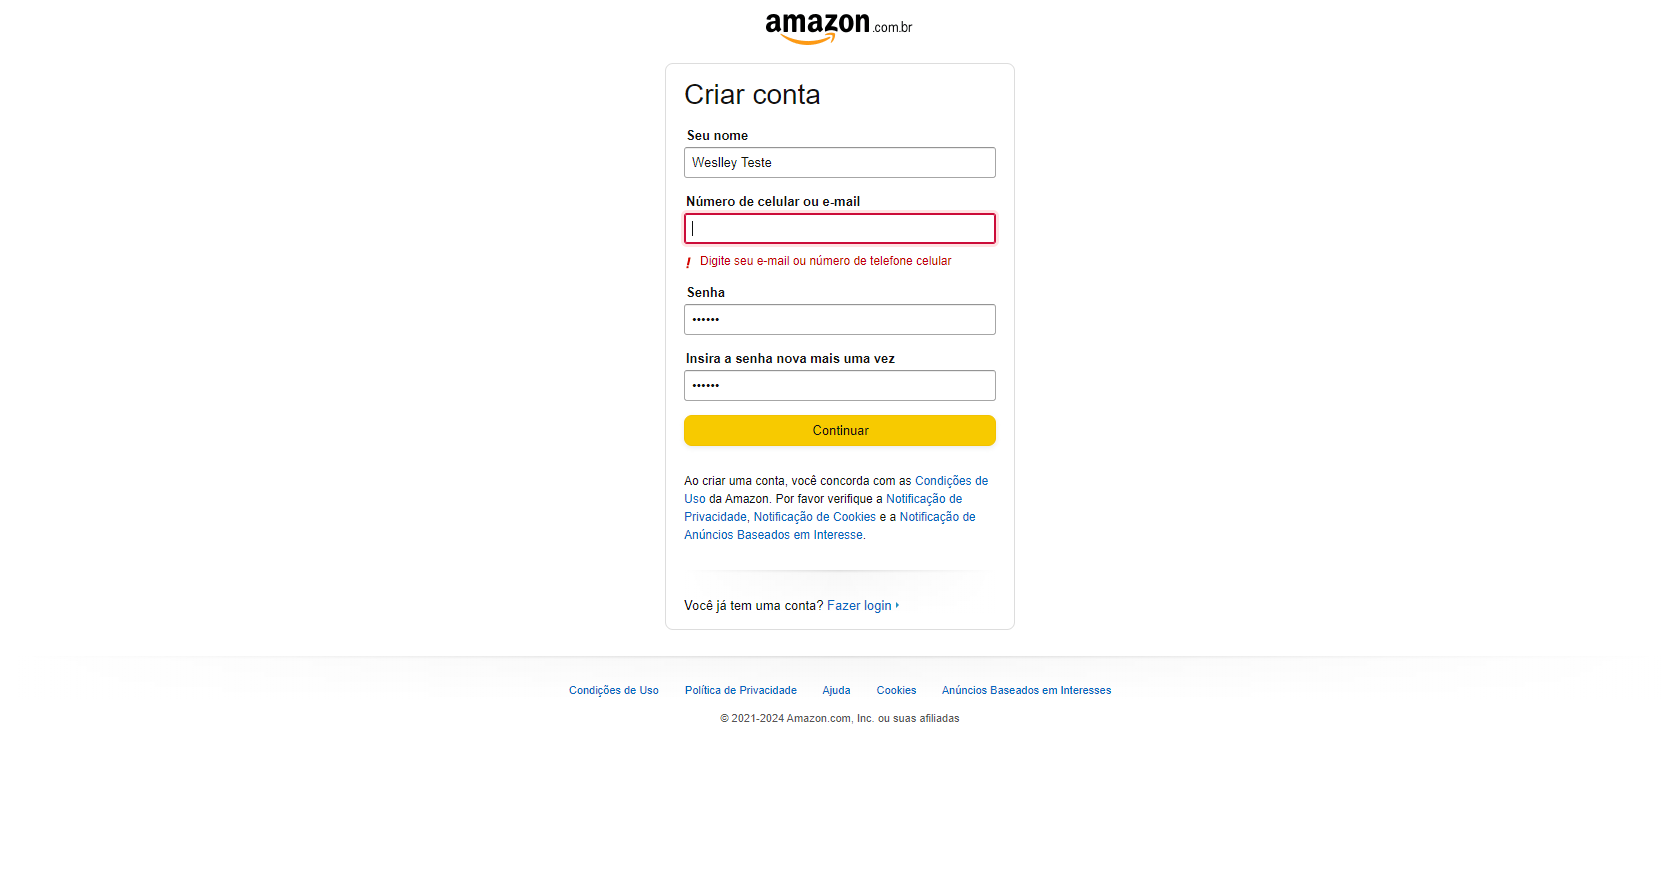 amazon.com.br
Criar conta
Seu nome
Weslley Teste
Número de celular ou e-mail
! Digite seu e-mail ou número de telefone celular
Senha
••••••
Insira a senha nova mais uma vez
••••••
Continuar
Ao criar uma conta, você concorda com as Condições de
Uso da Amazon. Por favor verifique a Notificação de
Privacidade, Notificação de Cookies e a Notificação de
Anúncios Baseados em Interesse.
Você já tem uma conta? Fazer login
Condições de Uso Política de Privacidade Ajuda Cookies Anúncios Baseados em Interesses
© 2021-2024 Amazon.com, Inc. ou suas afiliadas